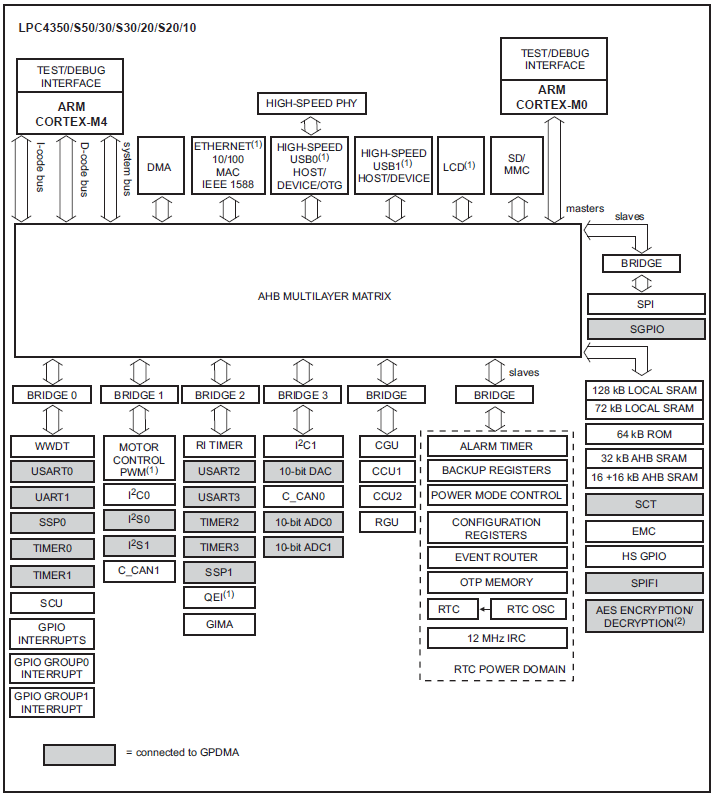 LPC4350/S50/30/S30/20/S20/10
TEST/DEBUG
INTERFACE
ARM
CORTEX-M4
TEST/DEBUG
INTERFACE
ARM
CORTEX-M0
HIGH-SPEED PHY
I-code bus
D-code bus
system bus
DMA
ETHERNET(1)
10/100
MAC
IEEE 1588
HIGH-SPEED
USB0(1)
HOST/
DEVICE/OTG
HIGH-SPEED
USB1(1)
HOST/DEVICE
LCD(1)
SD/
MMC
masters
slaves
BRIDGE
SPI
SGPIO
AHB MULTILAYER MATRIX
slaves
BRIDGE 0
BRIDGE 1
BRIDGE 2
BRIDGE 3
BRIDGE
BRIDGE
WWDT
USART0
UART1
SSP0
TIMER0
TIMER1
SCU
GPIO
INTERRUPTS
GPIO GROUP0
INTERRUPT
GPIO GROUP1
INTERRUPT
MOTOR
CONTROL
PWM(1)
I2C0
I2S0
I2S1
C_CAN1
RI TIMER
USART2
USART3
TIMER2
TIMER3
SSP1
QEI(1)
GIMA
I2C1
10-bit DAC
C_CAN0
10-bit ADC0
10-bit ADC1
CGU
CCU1
CCU2
RGU
ALARM TIMER
BACKUP REGISTERS
POWER MODE CONTROL
CONFIGURATION
REGISTERS
EVENT ROUTER
OTP MEMORY
RTC
RTC OSC
12 MHz IRC
RTC POWER DOMAIN
128 kB LOCAL SRAM
72 kB LOCAL SRAM
64 kB ROM
32 kB AHB SRAM
16 +16 kB AHB SRAM
SCT
EMC
HS GPIO
SPIFI
AES ENCRYPTION/
DECRYPTION(2)
= connected to GPDMA